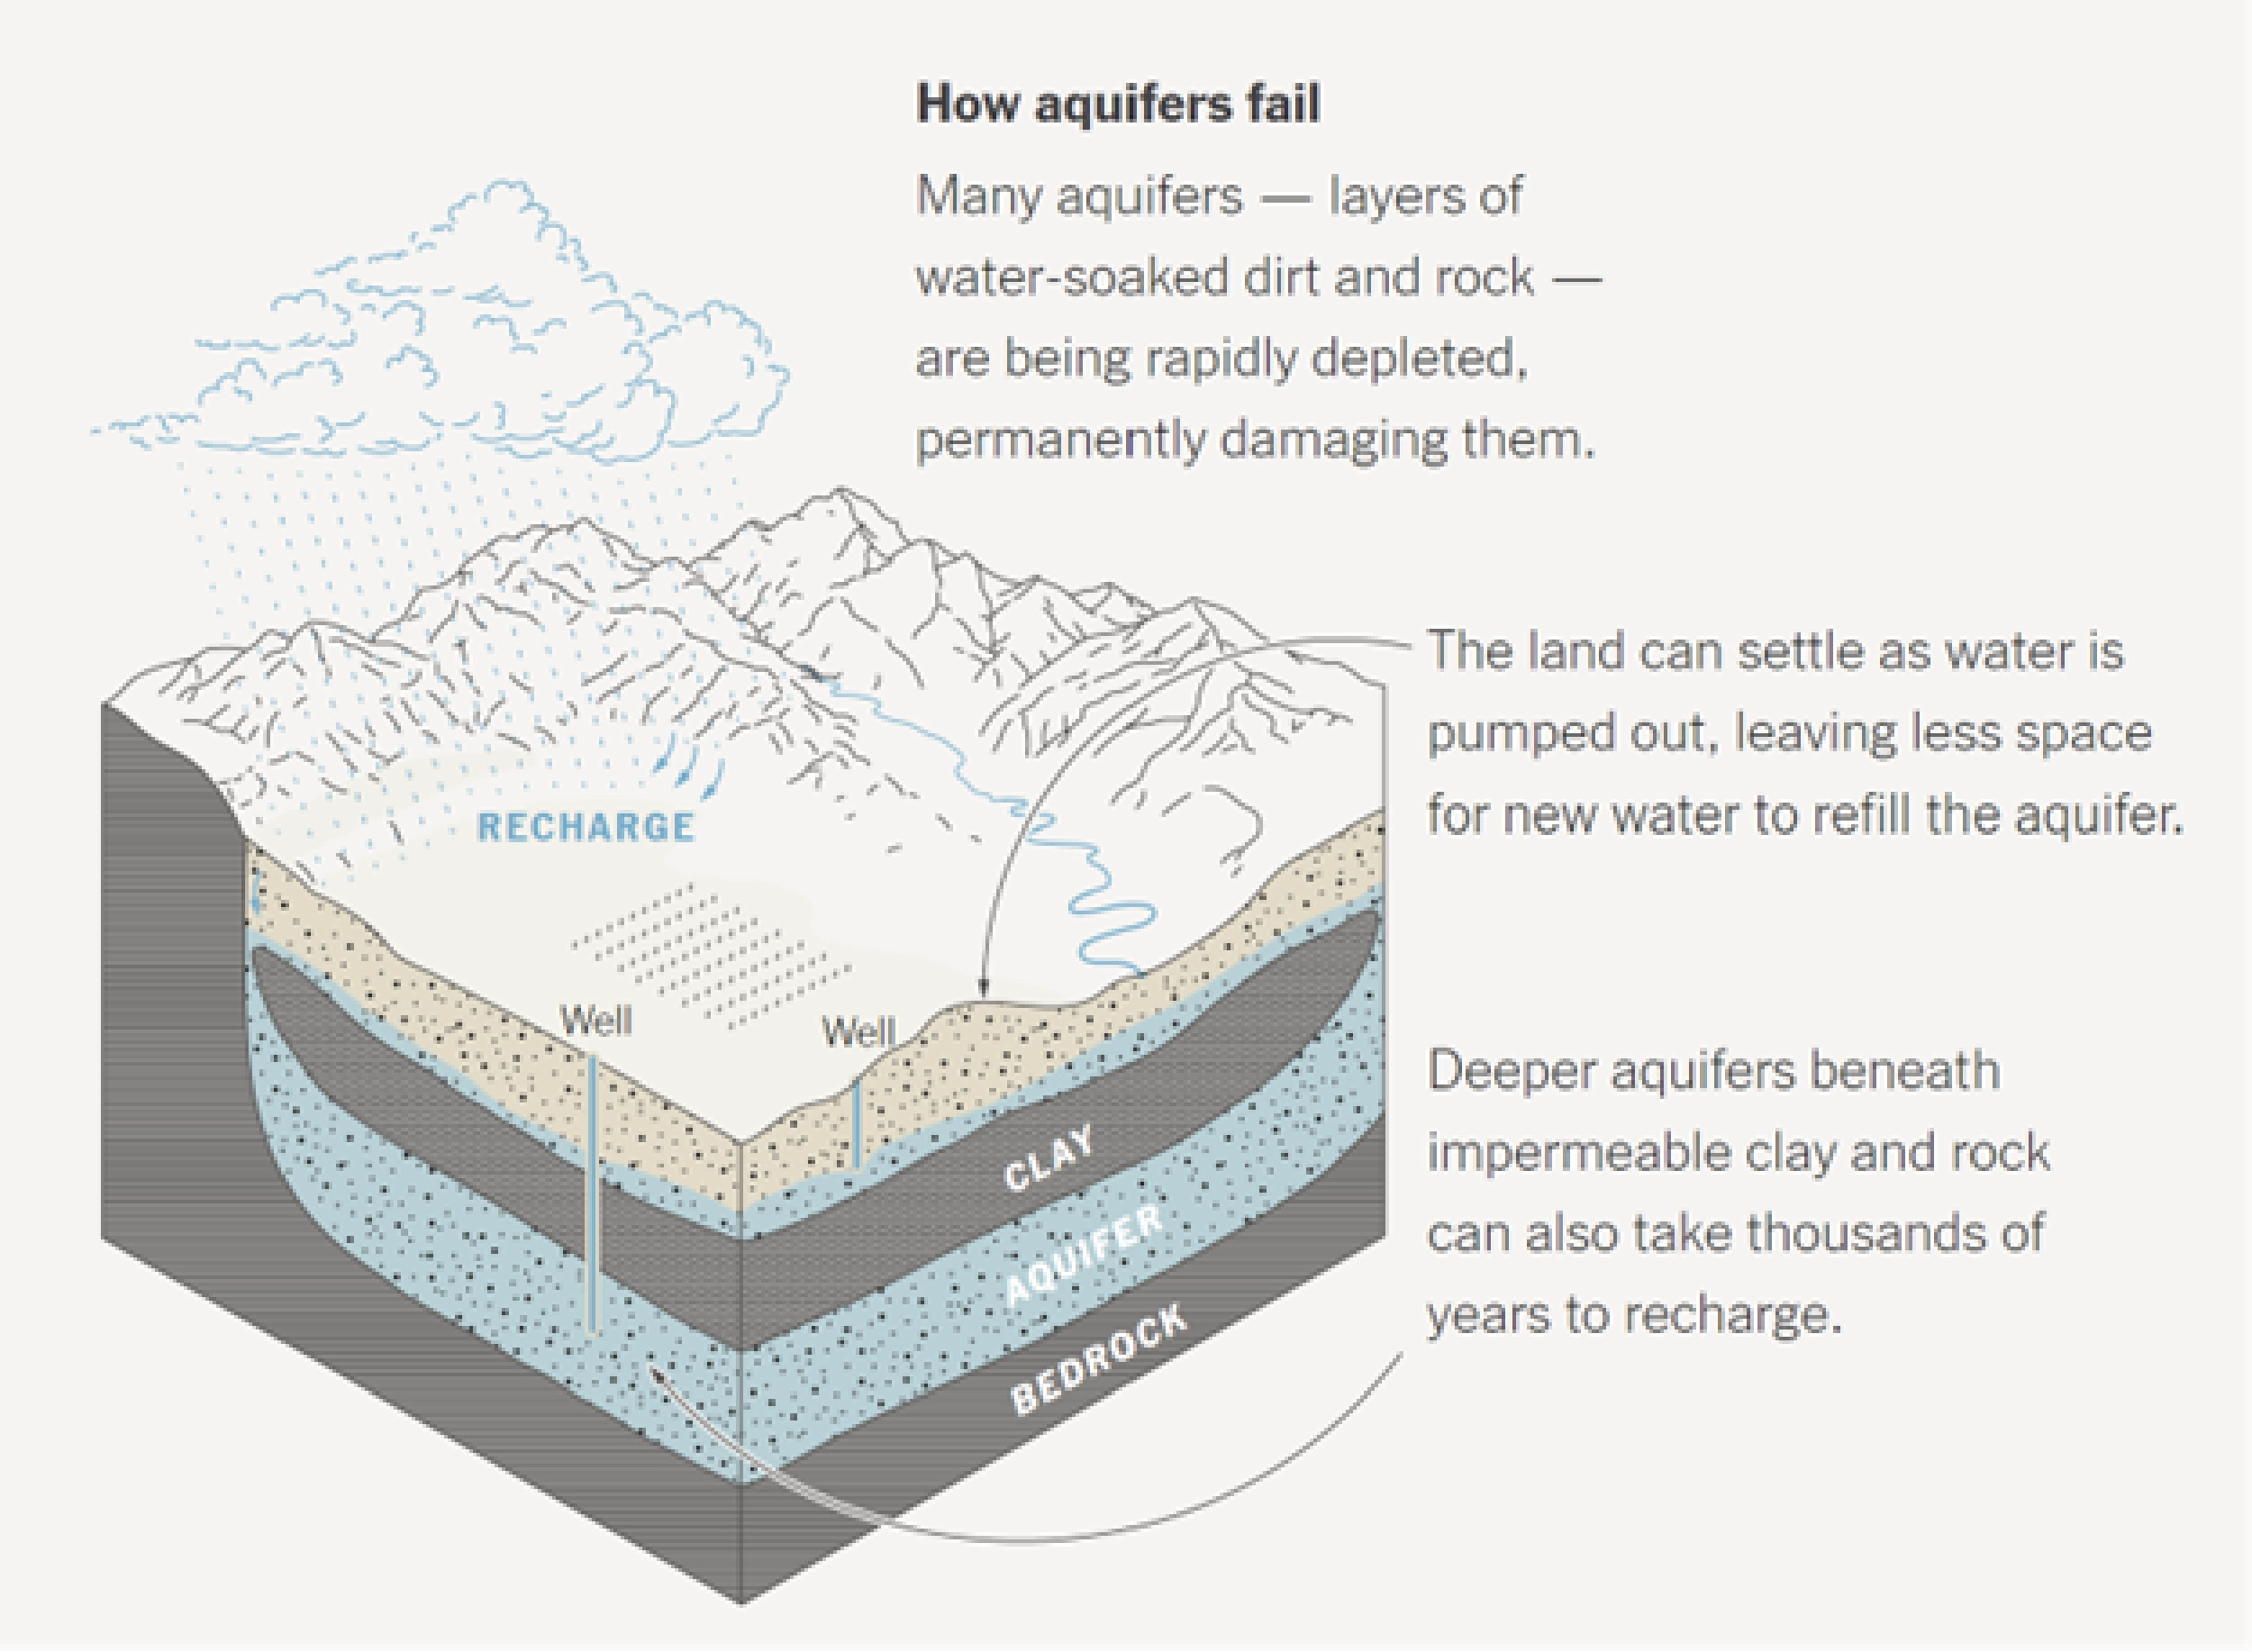 How aquifers fail
Many aquifers — layers of
water-soaked dirt and rock —
are being rapidly depleted,
permanently damaging them.
The land can settle as water is
pumped out, leaving less space
for new water to refill the aquifer.
RECHARGE
Well
Well
CLAY
AQUIFER
BEDROCK
Deeper aquifers beneath
impermeable clay and rock
can also take thousands of
years to recharge.